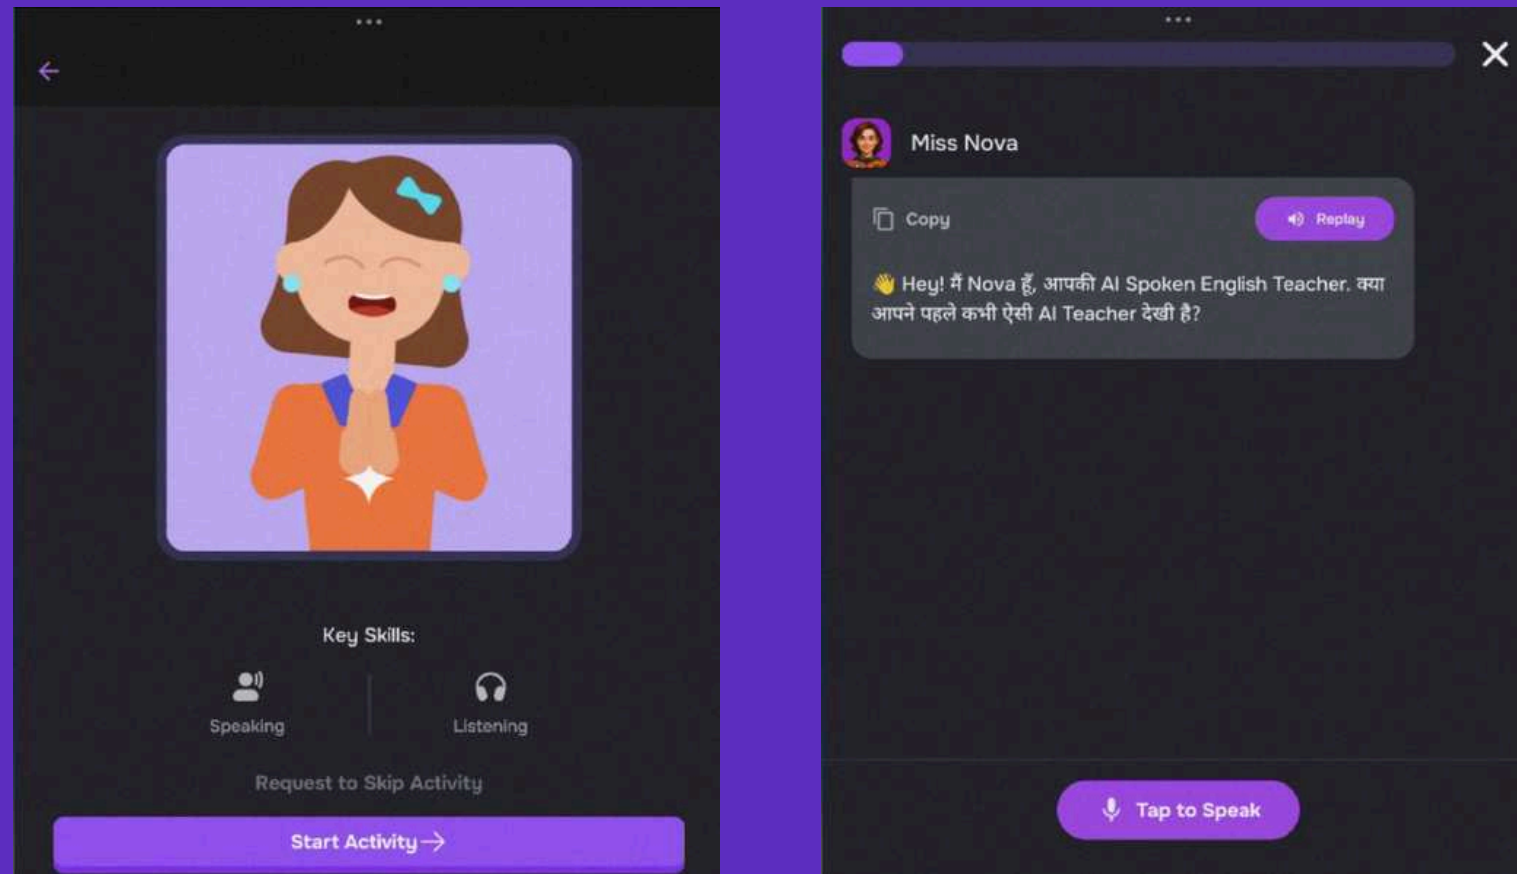 Key Skills:
Speaking
Listening
Request to Skip Activity
Start Activity
Miss Nova
Copy
Replay
👋 Hey! मैं Nova हूँ, आपकी AI Spoken English Teacher. क्या
आपने पहले कभी ऐसी AI Teacher देखी है?
Tap to Speak